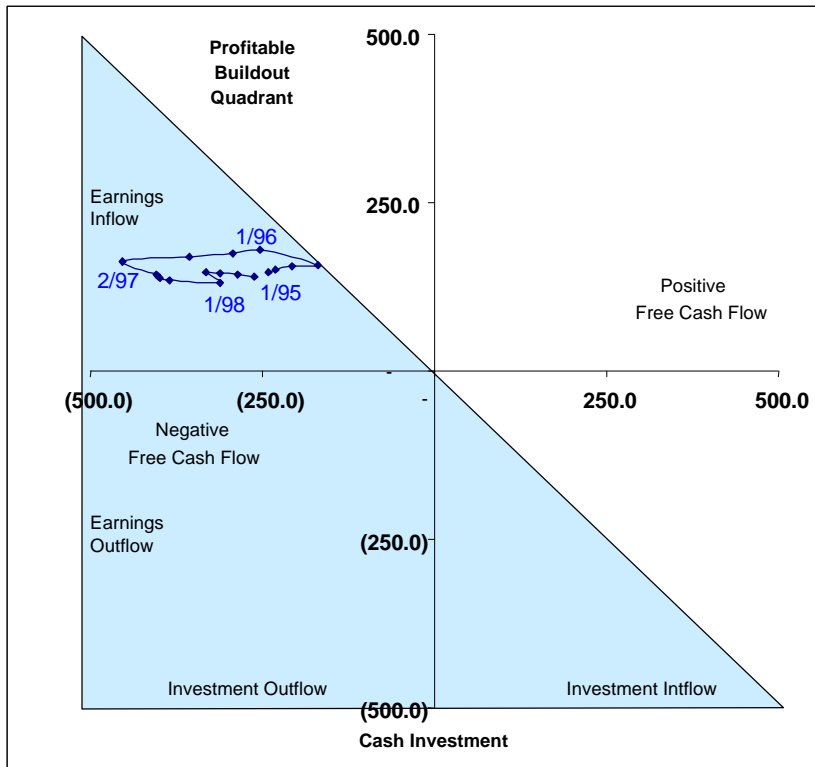 Profitable
Buildout
Quadrant
500.0
Earnings
Inflow
250.0
1/96
2/97
1/98
1/95
Positive
Free Cash Flow
-
(500.0)
(250.0)
-
250.0
500.0
Negative
Free Cash Flow
Earnings
Outflow
(250.0)
Investment Outflow
Investment Intflow
(500.0)
Cash Investment